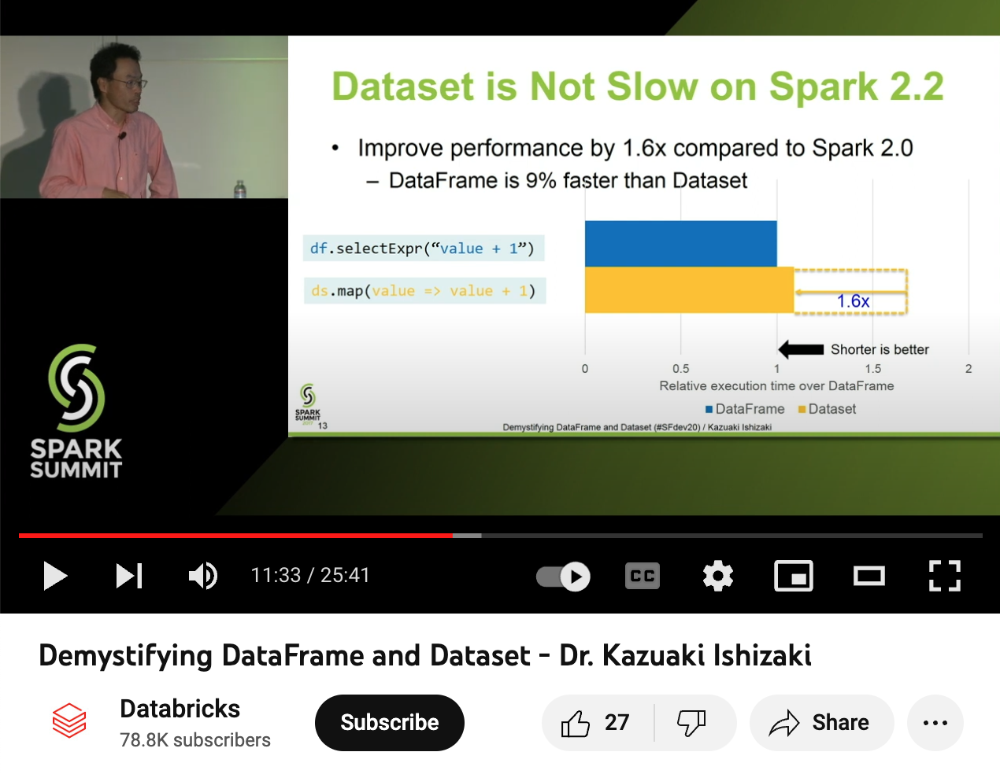 Dataset is Not Slow on Spark 2.2
• Improve performance by 1.6x compared to Spark 2.0
– DataFrame is 9% faster than Dataset
df.selectExpr(“value + 1”)
ds.map(value => value + 1)
1.6x
Shorter is better
0 0.5 1 1.5 2
Relative execution time over DataFrame
DataFrame Dataset
SPARK
SUMMIT
2017
13
Demystifying DataFrame and Dataset (#SFdev20) / Kazuaki Ishizaki
SPARK
SUMMIT
11:33 / 25:41
CC
Demystifying DataFrame and Dataset - Dr. Kazuaki Ishizaki
Databricks
78.8K subscribers
Subscribe
27
Share